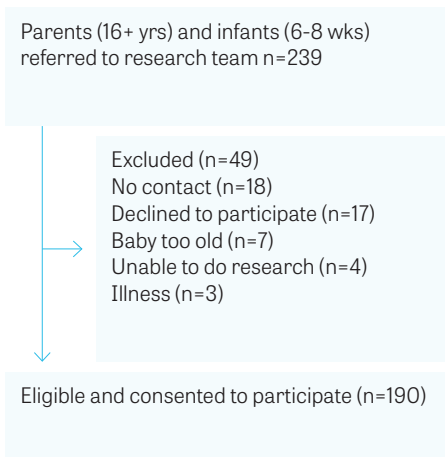 Parents (16+ yrs) and infants (6-8 wks)
referred to research team n=239
Excluded (n=49)
No contact (n=18)
Declined to participate (n=17)
Baby too old (n=7)
Unable to do research (n=4)
Illness (n=3)
Eligible and consented to participate (n=190)